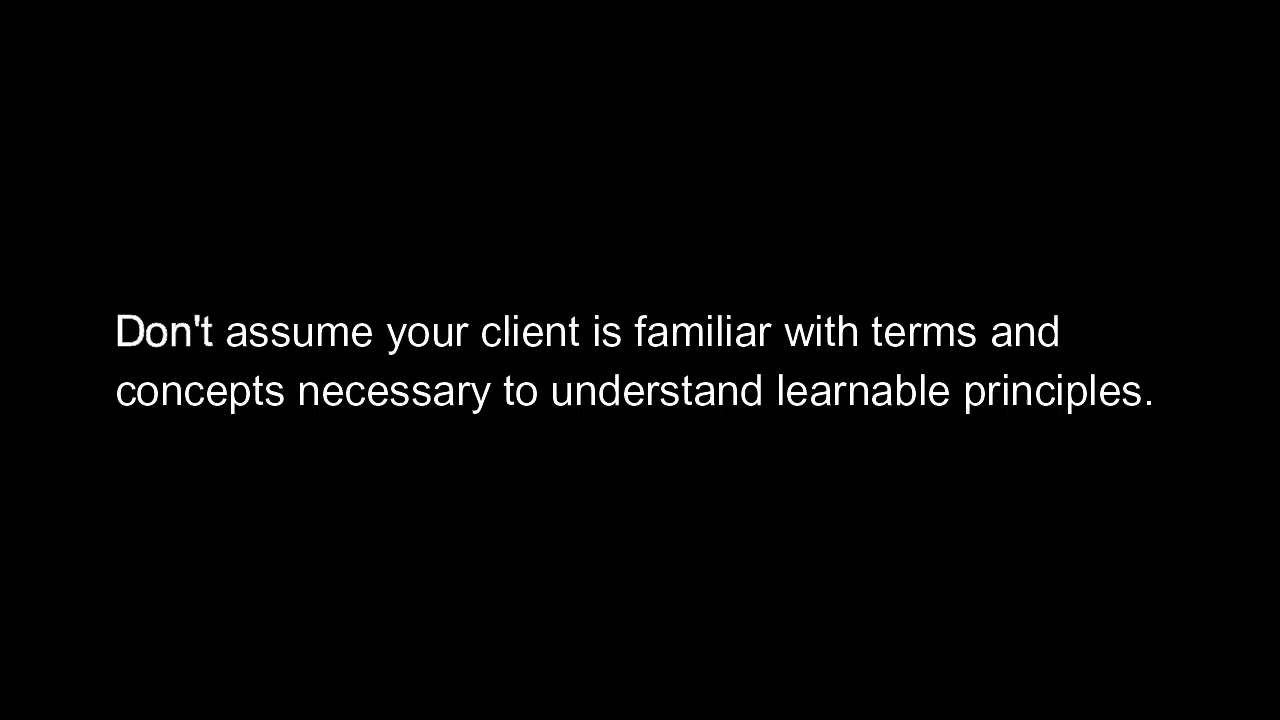 Don't assume your client is familiar with terms and
concepts necessary to understand learnable principles.